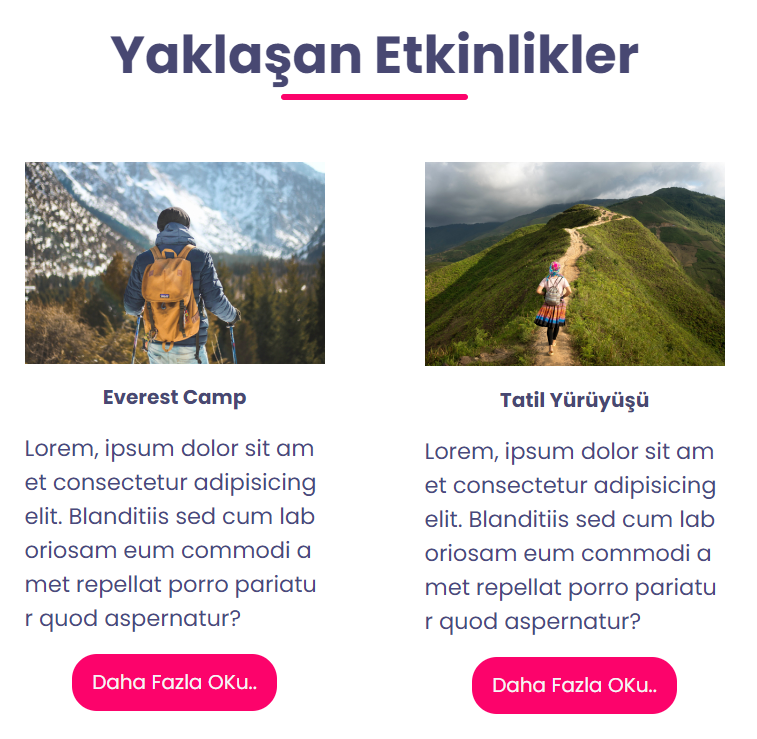 Yaklaşan Etkinlikler
Everest Camp
Lorem, ipsum dolor sit am
et consectetur adipisicing
elit. Blanditiis sed cum lab
oriosam eum commodi a
met repellat porro pariatu
r quod aspernatur?
Daha Fazla OKu..
Tatil Yürüyüşü
Lorem, ipsum dolor sit am
et consectetur adipisicing
elit. Blanditiis sed cum lab
oriosam eum commodi a
met repellat porro pariatu
r quod aspernatur?
Daha Fazla OKu..